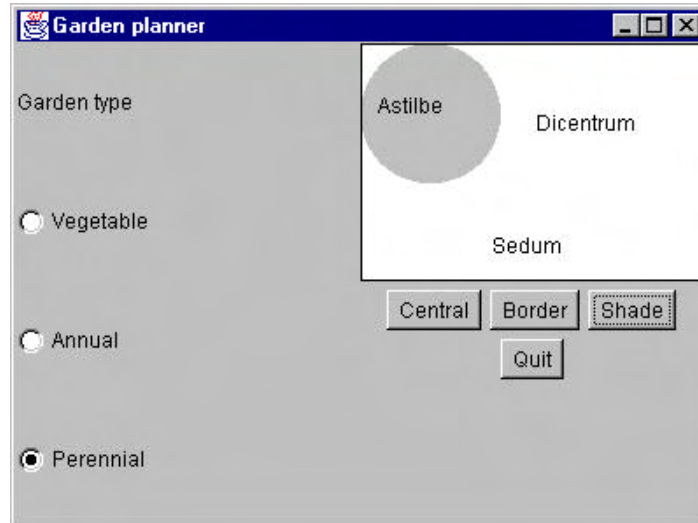 Garden planner
Garden type
Vegetable
Annual
Perennial
Astilbe
Dicentrum
Sedum
Central Border Shade
Quit